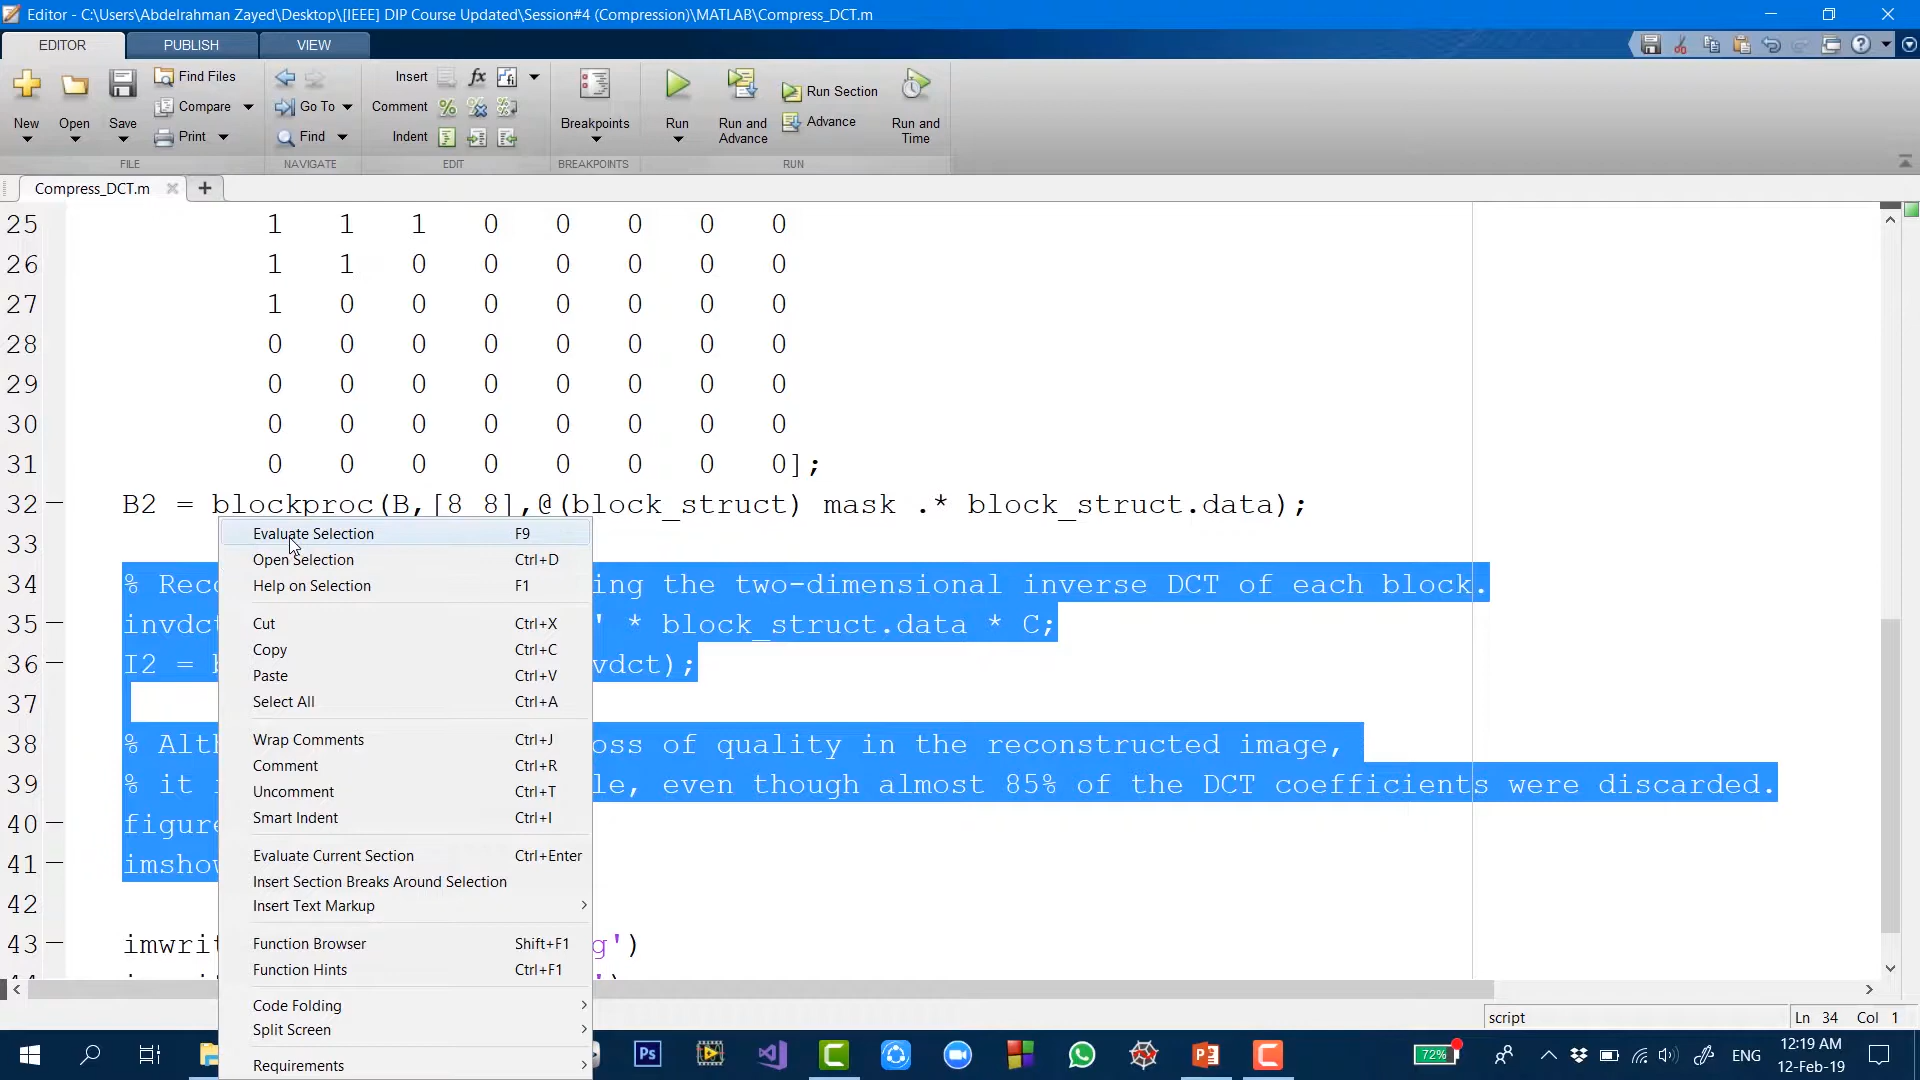 Editor - C:\Users\Abdelrahman Zayed\Desktop\[IEEE] DIP Course Updated\Session#4 (Compression)\MATLAB\Compress_DCT.m
EDITOR PUBLISH VIEW
New Open Save
Find Files
Compare
Print
FILE
Go To
Find
NAVIGATE
Insert
Comment
Indent
EDIT
Breakpoints
BREAKPOINTS
Run
Run and Advance
Run Section
Advance
Run and Time
RUN
Compress_DCT.m
25 1 1 1 0 0 0 0 0
26 1 1 0 0 0 0 0 0
27 1 0 0 0 0 0 0 0
28 0 0 0 0 0 0 0 0
29 0 0 0 0 0 0 0 0
30 0 0 0 0 0 0 0 0
31 0 0 0 0 0 0 0 0];
32 B2 = blockproc(B,[8 8],@(block_struct) mask .* block_struct.data);
33
34 % Reco ing the two-dimensional inverse DCT of each block.
35 invdct ' * block_struct.data * C;
36 I2 = b vdct);
37
38 % Alth oss of quality in the reconstructed image,
39 % it i le, even though almost 85% of the DCT coefficients were discarded.
40 figure
41 imshow
42
43 imwrit g')
Evaluate Selection F9
Open Selection Ctrl+D
Help on Selection F1
Cut Ctrl+X
Copy Ctrl+C
Paste Ctrl+V
Select All Ctrl+A
Wrap Comments Ctrl+J
Comment Ctrl+R
Uncomment Ctrl+T
Smart Indent Ctrl+I
Evaluate Current Section Ctrl+Enter
Insert Section Breaks Around Selection
Insert Text Markup
Function Browser Shift+F1
Function Hints Ctrl+F1
Code Folding
Split Screen
Requirements
script Ln 34 Col 1
72% ENG 12:19 AM
12-Feb-19